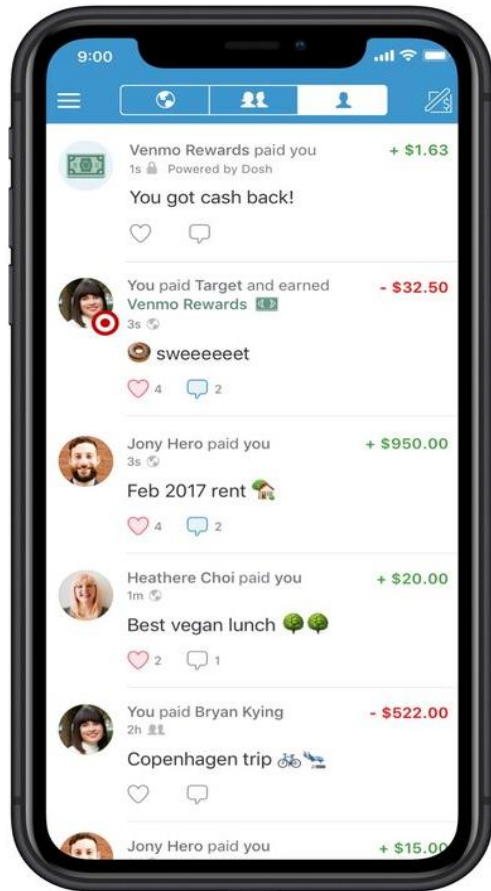 9:00
Venmo Rewards paid you + $1.63
1s Powered by Dosh
You got cash back!
You paid Target and earned - $32.50
Venmo Rewards
3s
sweeeeeet
4 2
Jony Hero paid you + $950.00
3s
Feb 2017 rent
4 2
Heathere Choi paid you + $20.00
1m
Best vegan lunch
2 1
You paid Bryan Kying - $522.00
2h
Copenhagen trip
Jony Hero paid you + $15.00